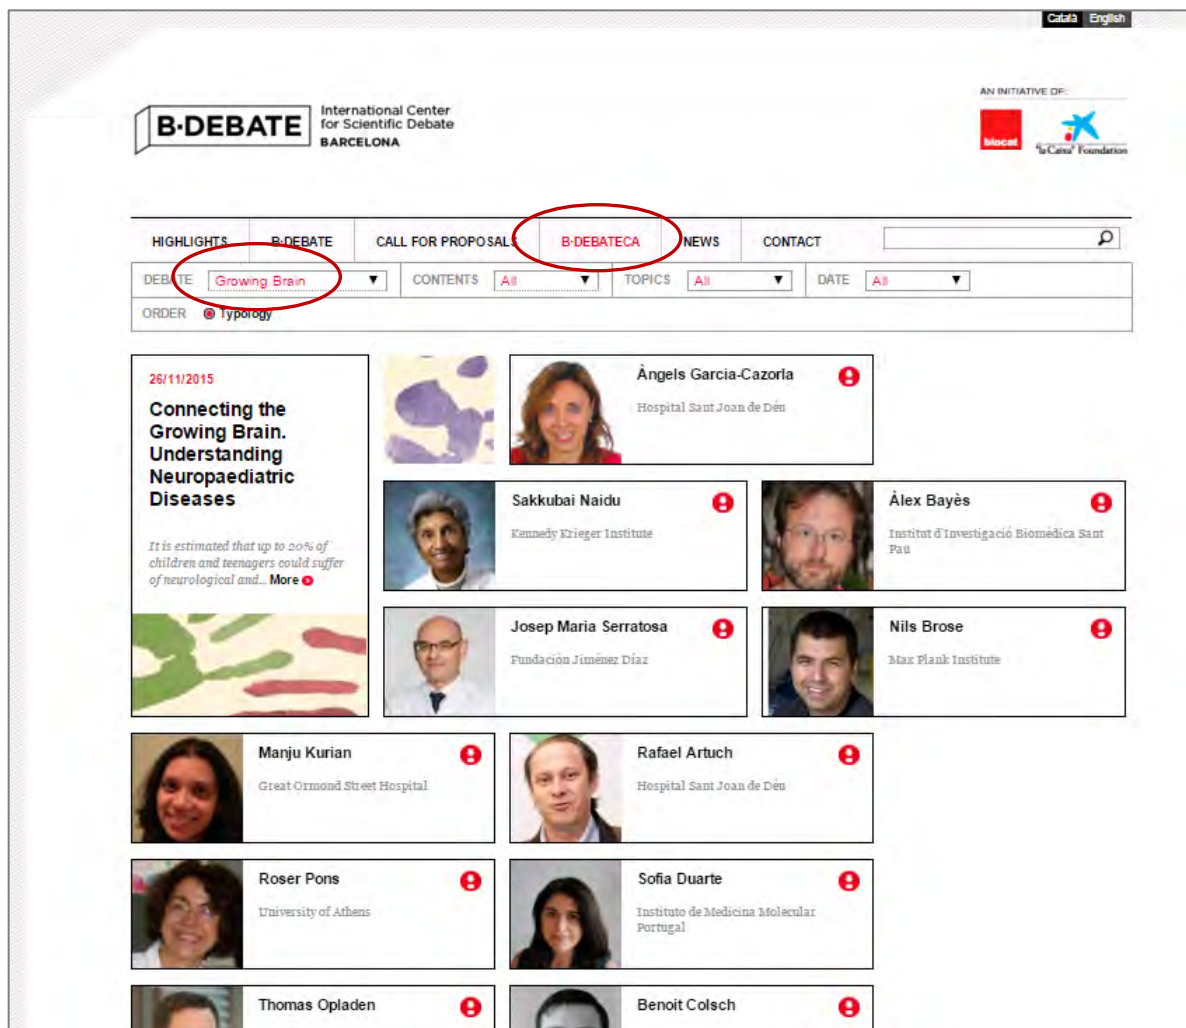 Català English
AN INITIATIVE OF:
B·DEBATE
International Center
for Scientific Debate
BARCELONA
biocat
"la Caixa" Foundation
HIGHLIGHTS B·DEBATE CALL FOR PROPOSALS B·DEBATECA NEWS CONTACT
DEBATE Growing Brain CONTENTS All TOPICS All DATE All
ORDER Typology
26/11/2015
Connecting the
Growing Brain.
Understanding
Neuropaediatric
Diseases
It is estimated that up to 20% of
children and teenagers could suffer
of neurological and... More
Àngels Garcia-Cazorla
Hospital Sant Joan de Déu
Sakkubai Naidu
Kennedy Krieger Institute
Àlex Bayès
Institut d'Investigació Biomèdica Sant
Pau
Josep Maria Serratosa
Fundación Jiménez Díaz
Nils Brose
Max Plank Institute
Manju Kurian
Great Ormond Street Hospital
Rafael Artuch
Hospital Sant Joan de Déu
Roser Pons
University of Athens
Sofia Duarte
Instituto de Medicina Molecular
Portugal
Thomas Opladen
Benoit Colsch